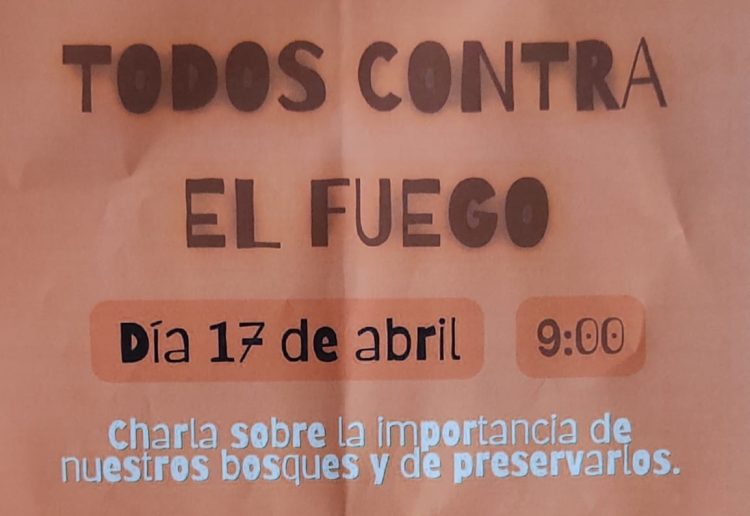 TODOS CONTRA
EL FUEGO
Día 17 de abril 9:00
Charla sobre la importancia de
nuestros bosques y de preservarlos.